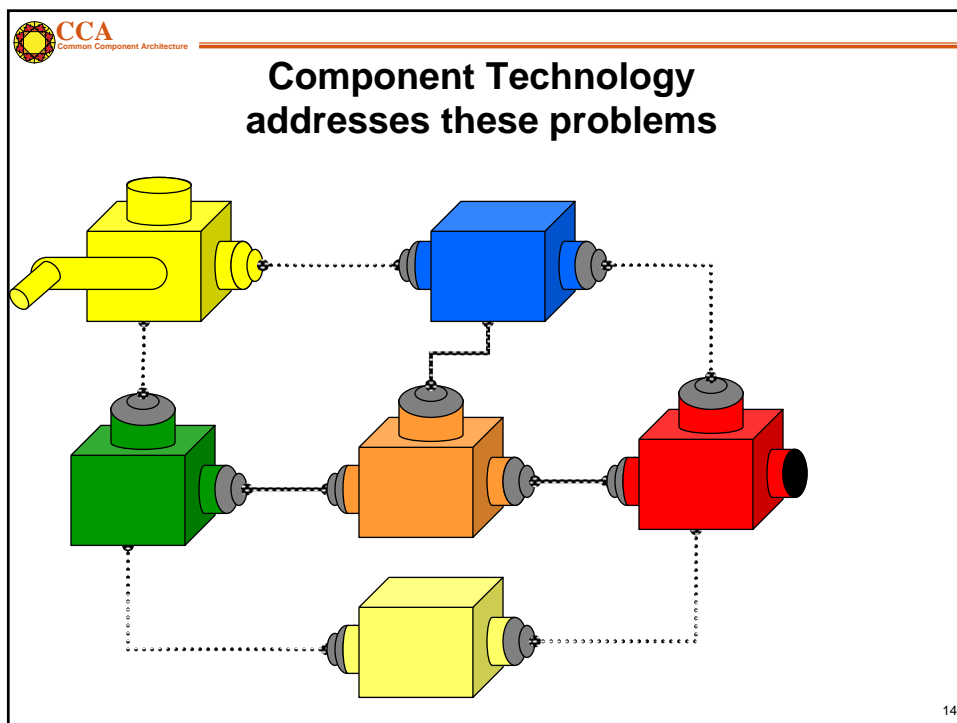 CCA
Common Component Architecture
Component Technology
addresses these problems
14